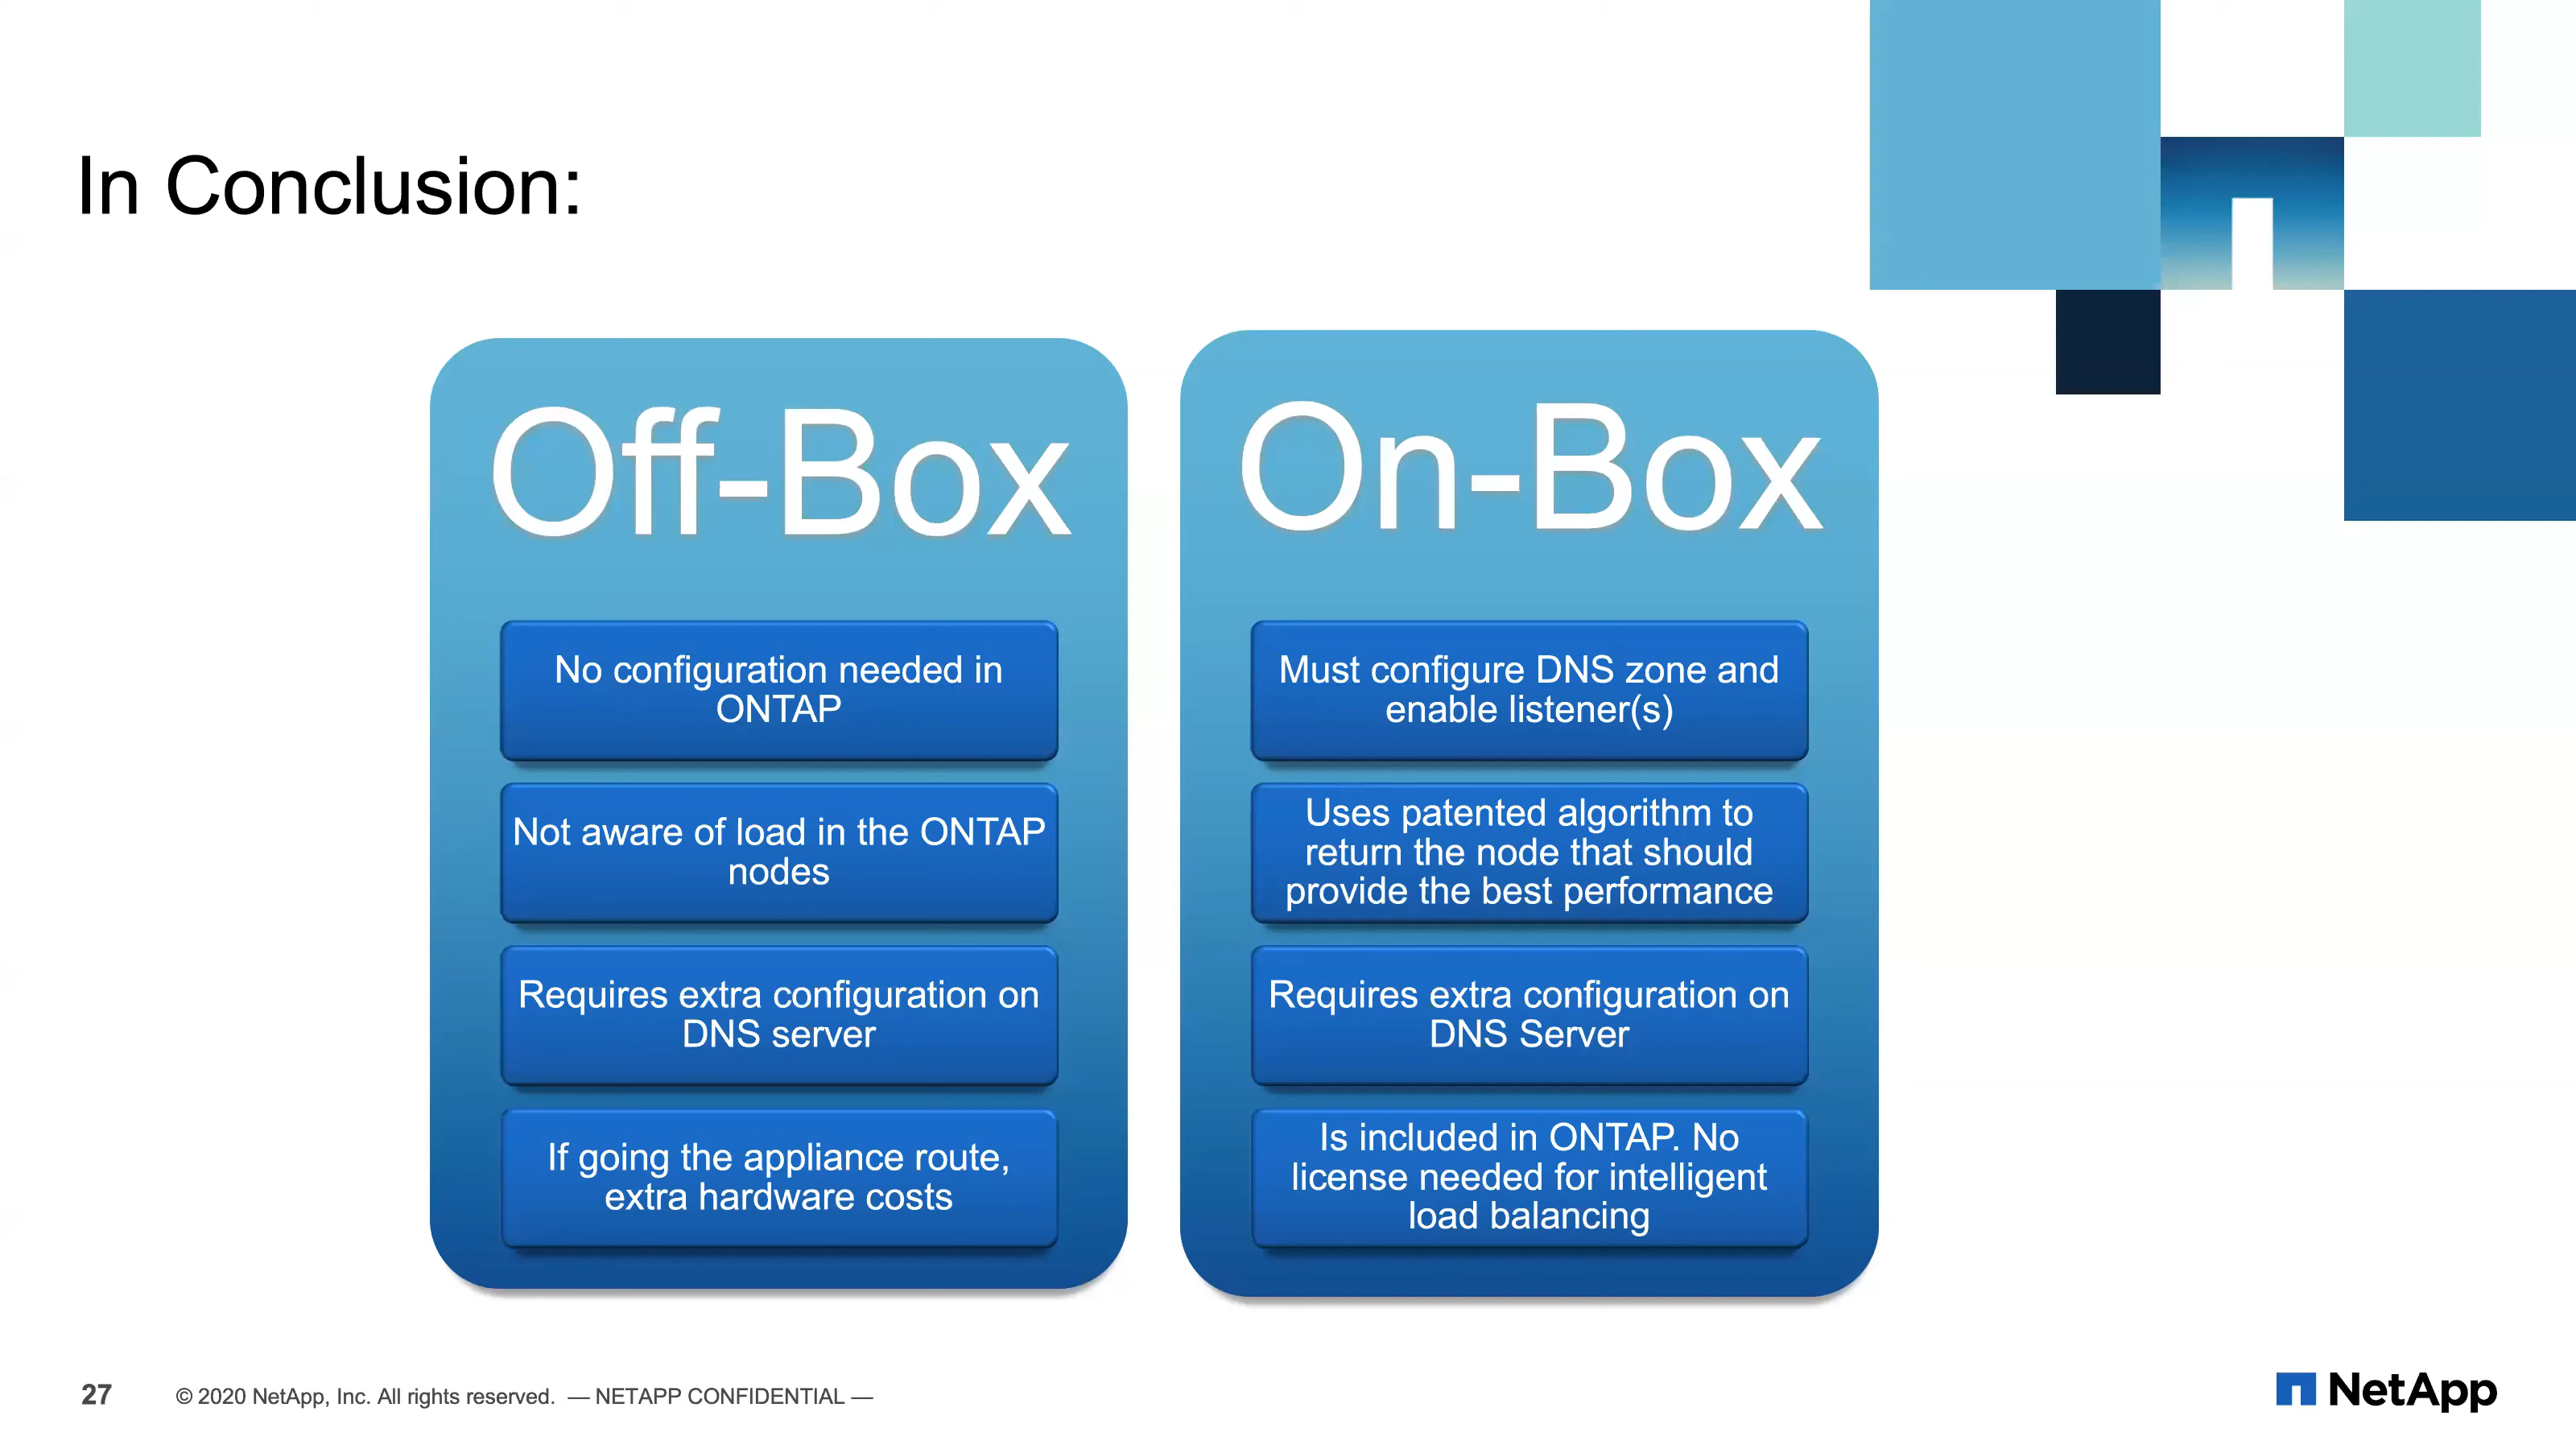 In Conclusion:
Off-Box
No configuration needed in
ONTAP
Not aware of load in the ONTAP
nodes
Requires extra configuration on
DNS server
If going the appliance route,
extra hardware costs
On-Box
Must configure DNS zone and
enable listener(s)
Uses patented algorithm to
return the node that should
provide the best performance
Requires extra configuration on
DNS Server
Is included in ONTAP. No
license needed for intelligent
load balancing
27 © 2020 NetApp, Inc. All rights reserved. — NETAPP CONFIDENTIAL —
NetApp